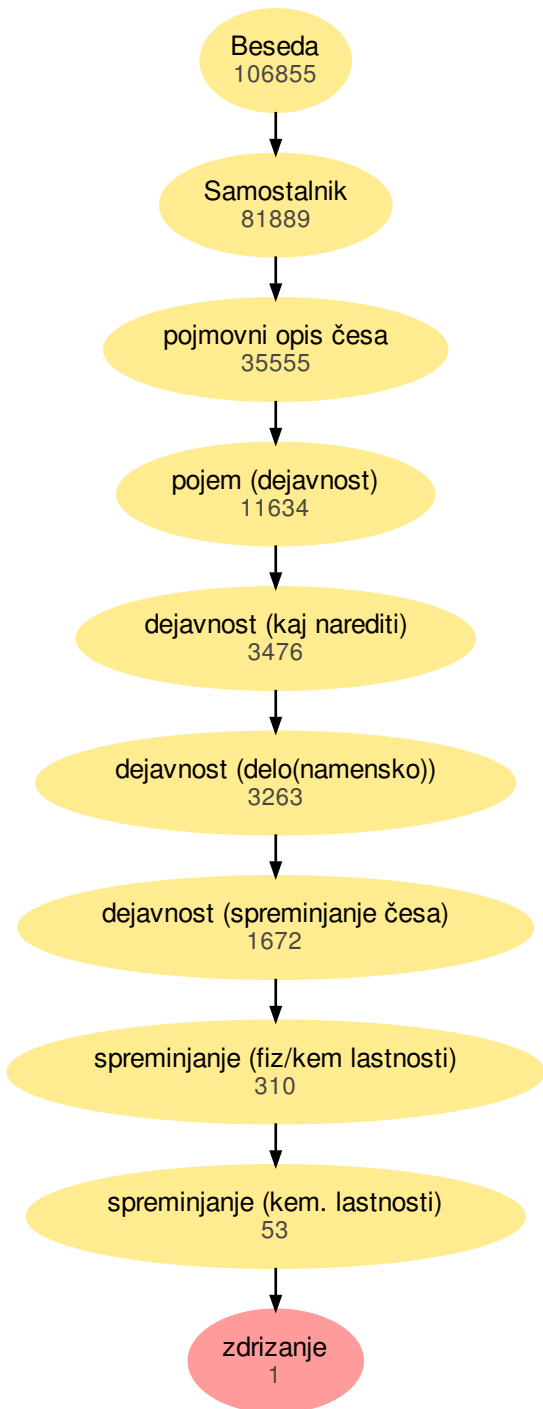 Beseda
106855
Samostalnik
81889
pojmovni opis česa
35555
pojem (dejavnost)
11634
dejavnost (kaj narediti)
3476
dejavnost (delo(namensko))
3263
dejavnost (spreminjanje česa)
1672
spreminjanje (fiz/kem lastnosti)
310
spreminjanje (kem. lastnosti)
53
zdrizanje
1